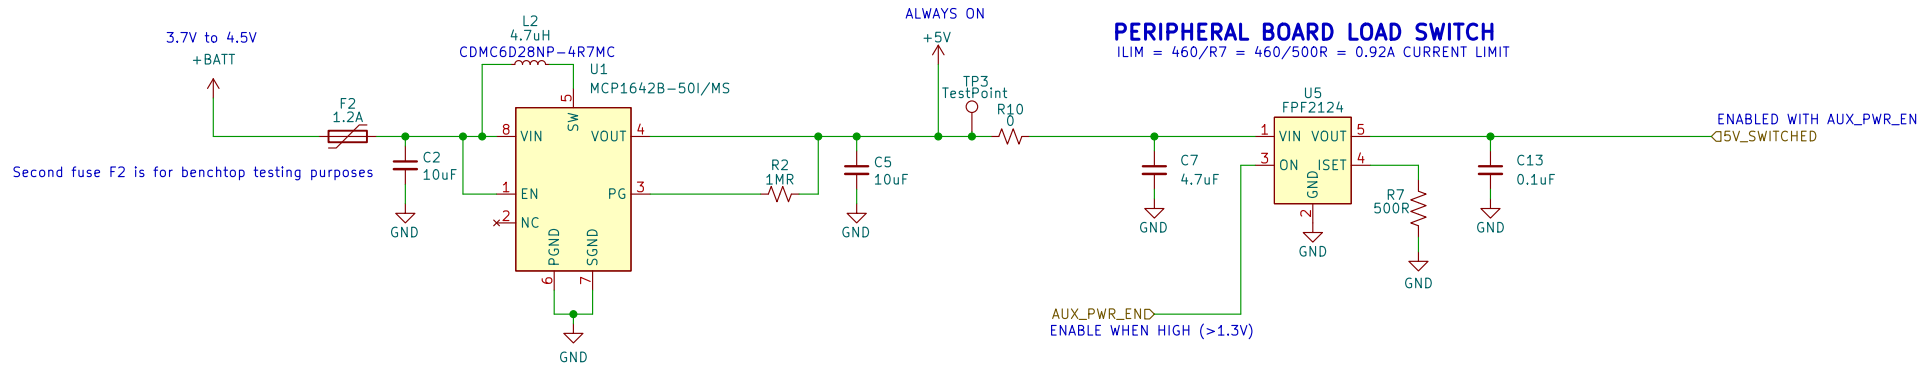 3.7V to 4.5V
+BATT
F2
1.2A
Second fuse F2 is for benchtop testing purposes
C2
10uF
GND
L2
4.7uH
CDMC6D28NP-4R7MC
U1
MCP1642B-50I/MS
8
VIN
5
SW
VOUT
4
1
EN
PG
3
2
NC
PGND
6
SGND
7
GND
R2
1MR
C5
10uF
GND
ALWAYS ON
+5V
TP3
TestPoint
R10
0
PERIPHERAL BOARD LOAD SWITCH
ILIM = 460/R7 = 460/500R = 0.92A CURRENT LIMIT
C7
4.7uF
GND
U5
FPF2124
1
VIN
VOUT
5
3
ON
ISET
4
GND
2
GND
R7
500R
GND
C13
0.1uF
GND
ENABLED WITH AUX_PWR_EN
5V_SWITCHED
AUX_PWR_EN
ENABLE WHEN HIGH (>1.3V)